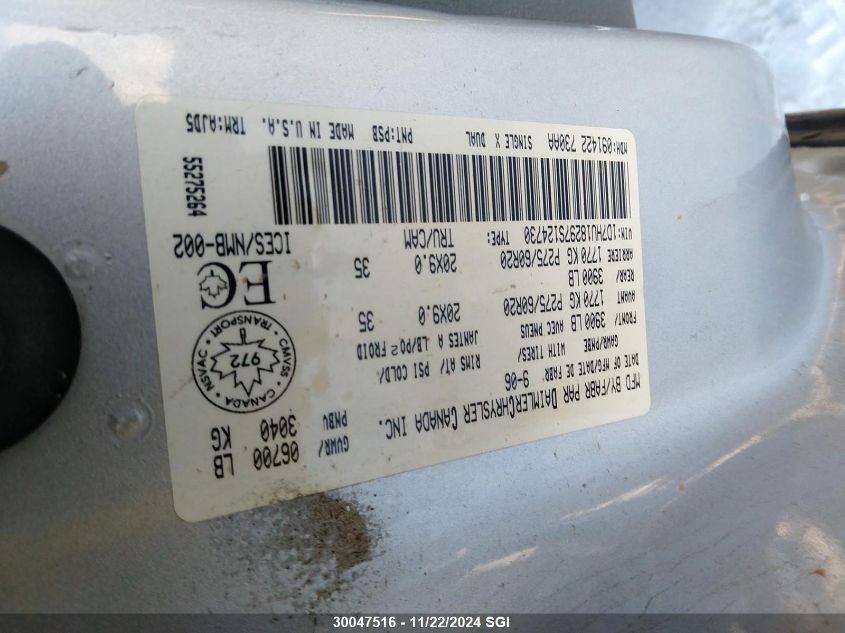 MFD BY/FABR PAR DAIMLERCHRYSLER CANADA INC.
DATE OF MFG/DATE DE FABR 9-06
GVWR/ PNBV
06700 LB
3040 KG
GAWR/PNBE WITH TIRES/ AVEC PNEUS RIMS AT/ JANTES A PSI COLD/ LB/PO² FROID
FRONT/ 3900 LB
AVANT 1770 KG P275/60R20 20X9.0 35
REAR/ 3900 LB
ARRIERE 1770 KG P275/60R20 20X9.0 35
VIN: 1D7HU18297S124730 TYPE: TRU/CAM
ICES/NMB-002
MDH:091422 730AA SINGLE X DUAL
PNT:PSB MADE IN U.S.A. TRM:AJD5
55275264
EC
CMVSS • TRANSPORT • NSVAC • CANADA
972
30047516 - 11/22/2024 SGI